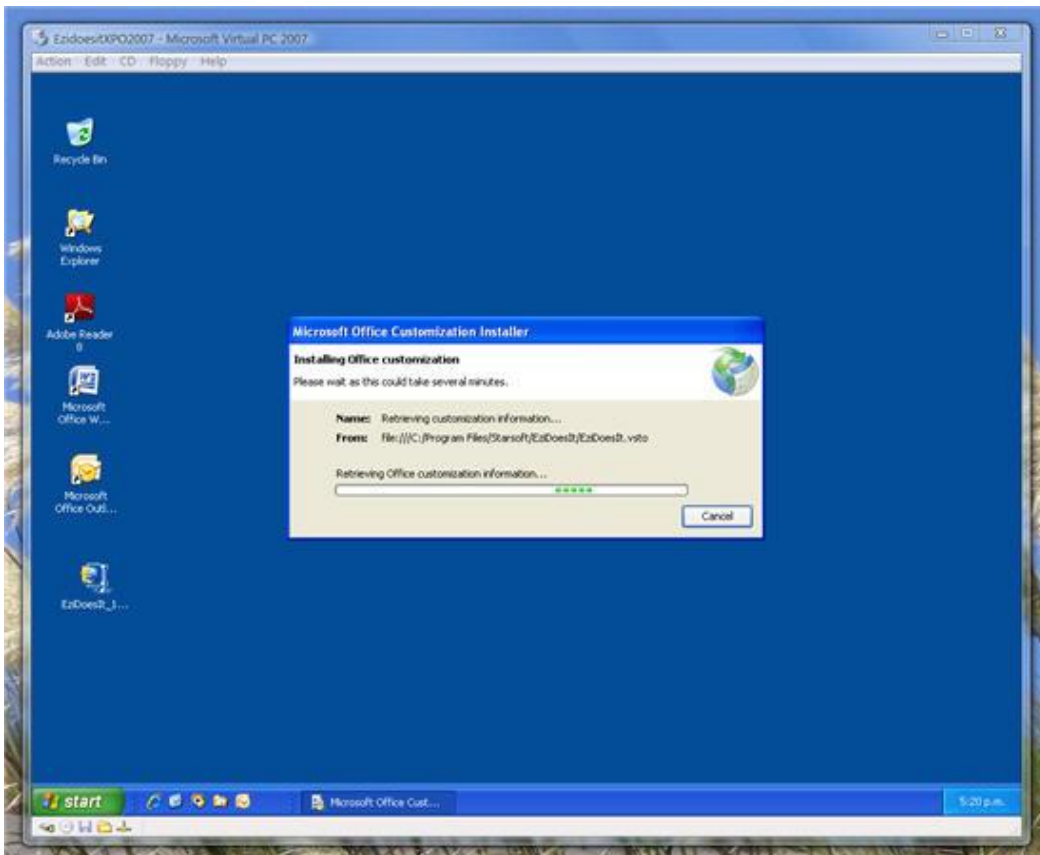 EzidoesitXPO2007 - Microsoft Virtual PC 2007
Action Edit CD Floppy Help
Recycle Bin
Windows
Explorer
Adobe Reader
8
Microsoft
Office W...
Microsoft
Office Outl...
EziDoesIt_1...
Microsoft Office Customization Installer
Installing Office customization
Please wait as this could take several minutes.
Name: Retrieving customization information...
From: file:///C:/Program Files/Starsoft/EziDoesIt/EziDoesIt.vsto
Retrieving Office customization information...
Cancel
start
Microsoft Office Cust...
5:20 p.m.